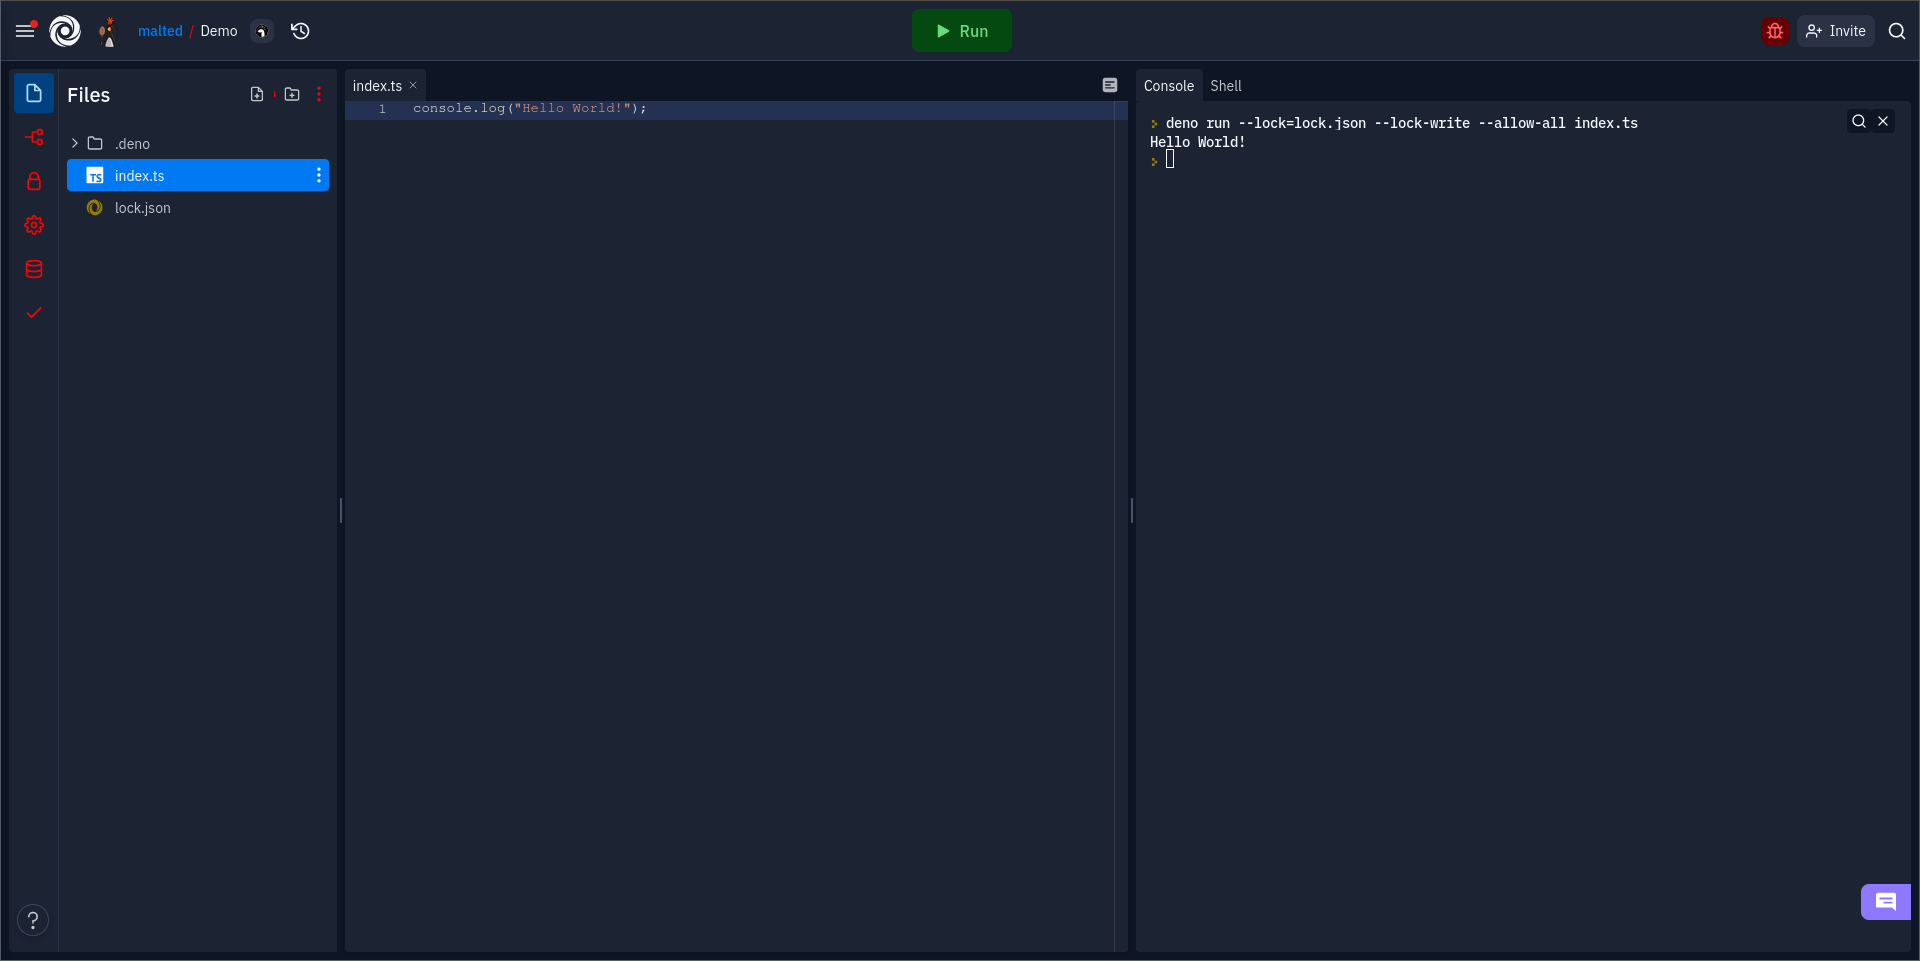 malted / Demo
Run
Invite
Files
.deno
TS index.ts
lock.json
index.ts
1 console.log("Hello World!");
Console Shell
deno run --lock=lock.json --lock-write --allow-all index.ts
Hello World!
?